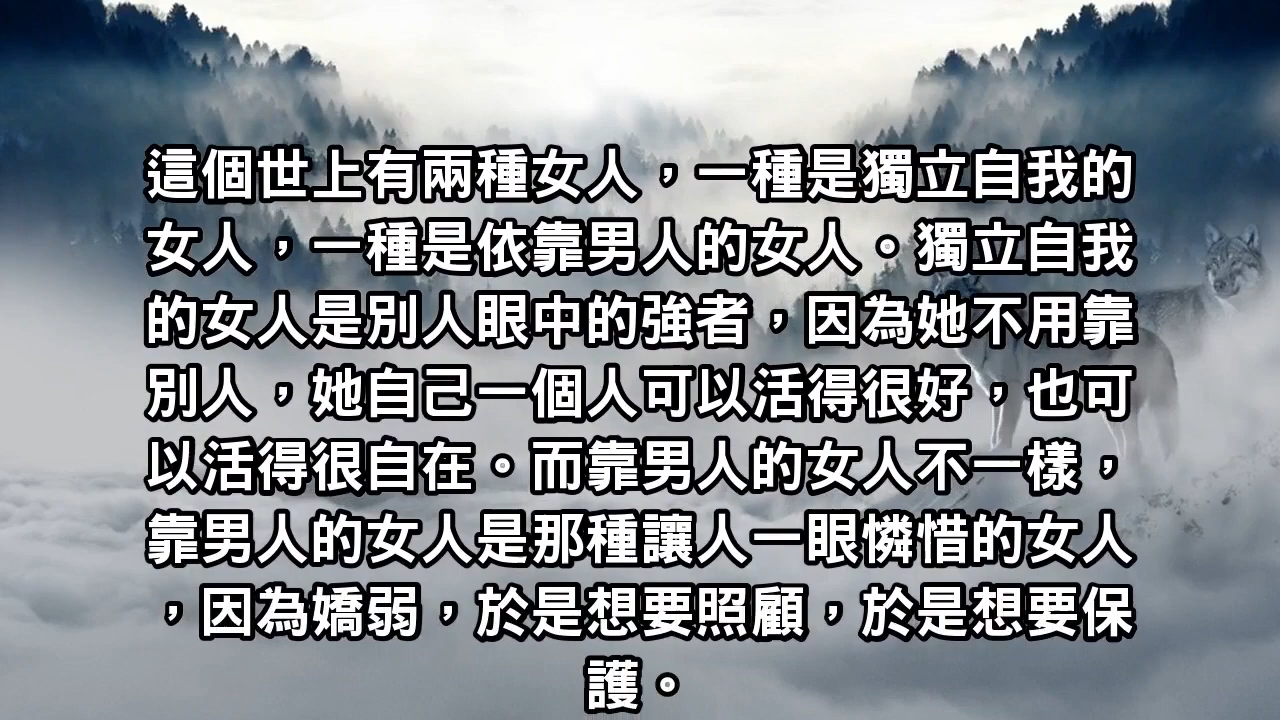 這個世上有兩種女人，一種是獨立自我的
女人，一種是依靠男人的女人。獨立自我
的女人是別人眼中的強者，因為她不用靠
別人，她自己一個人可以活得很好，也可
以活得很自在。而靠男人的女人不一樣，
靠男人的女人是那種讓人一眼憐惜的女人
，因為嬌弱，於是想要照顧，於是想要保
護。